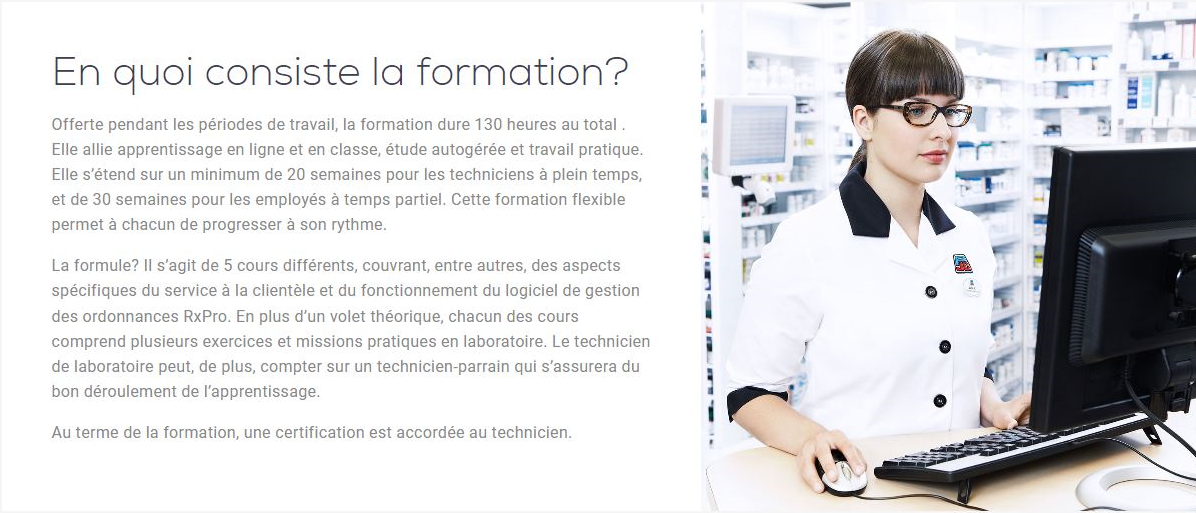 En quoi consiste la formation?
Offerte pendant les périodes de travail, la formation dure 130 heures au total .
Elle allie apprentissage en ligne et en classe, étude autogérée et travail pratique.
Elle s’étend sur un minimum de 20 semaines pour les techniciens à plein temps,
et de 30 semaines pour les employés à temps partiel. Cette formation flexible
permet à chacun de progresser à son rythme.
La formule? Il s’agit de 5 cours différents, couvrant, entre autres, des aspects
spécifiques du service à la clientèle et du fonctionnement du logiciel de gestion
des ordonnances RxPro. En plus d’un volet théorique, chacun des cours
comprend plusieurs exercices et missions pratiques en laboratoire. Le technicien
de laboratoire peut, de plus, compter sur un technicien-parrain qui s’assurera du
bon déroulement de l’apprentissage.
Au terme de la formation, une certification est accordée au technicien.